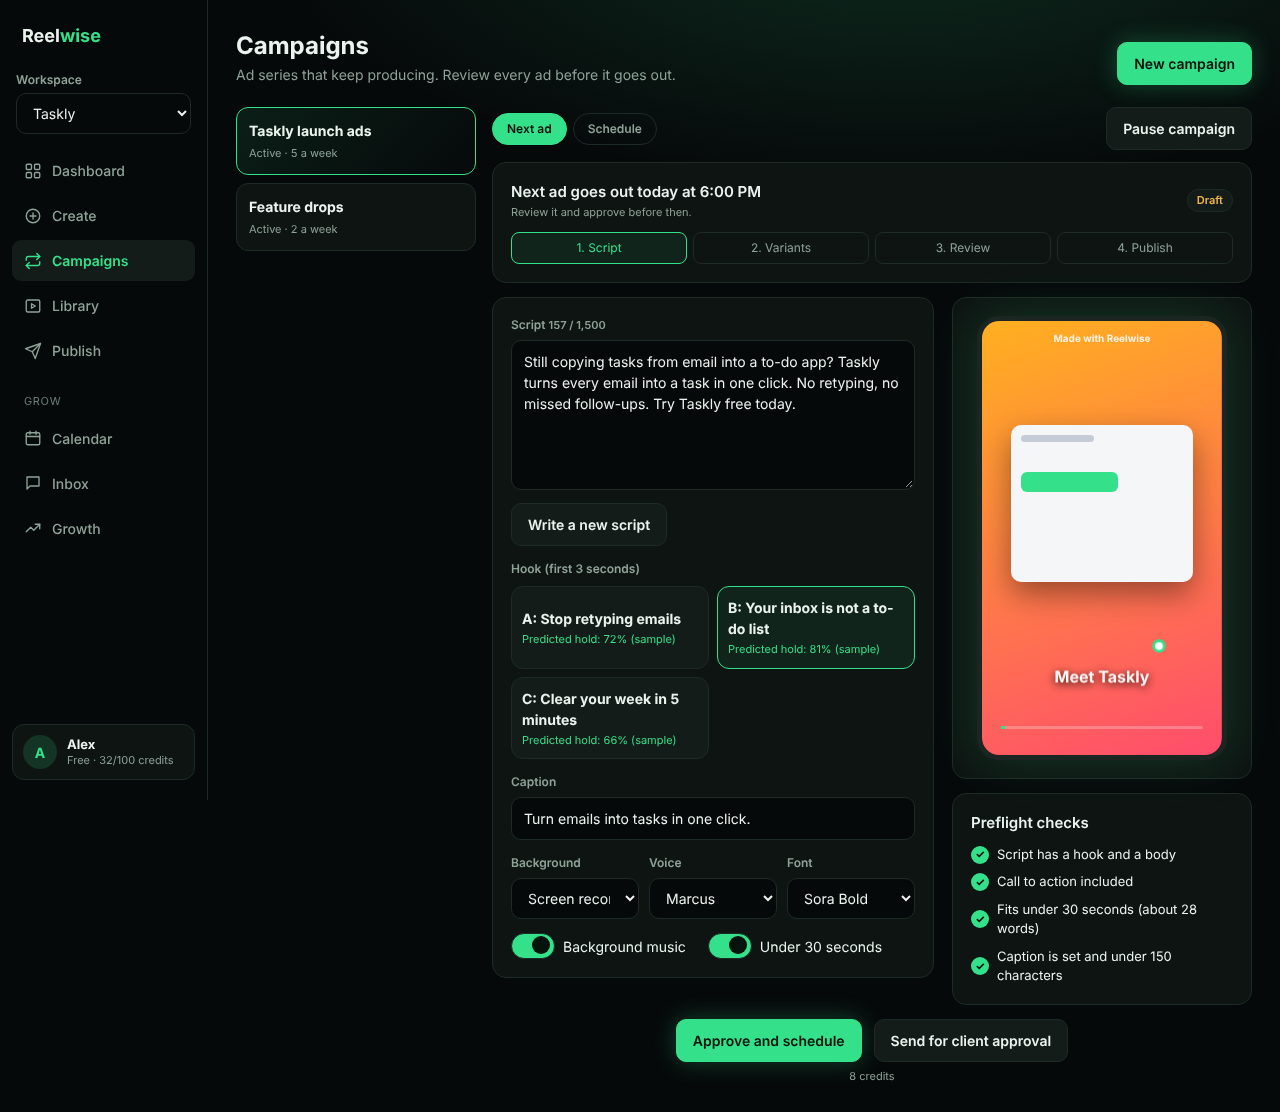 Reelwise
Workspace
Taskly
Dashboard
Create
Campaigns
Library
Publish
GROW
Calendar
Inbox
Growth
A
Alex
Free · 32/100 credits
Campaigns
Ad series that keep producing. Review every ad before it goes out.
New campaign
Taskly launch ads
Active · 5 a week
Feature drops
Active · 2 a week
Next ad
Schedule
Pause campaign
Next ad goes out today at 6:00 PM
Review it and approve before then.
Draft
1. Script
2. Variants
3. Review
4. Publish
Script 157 / 1,500
Still copying tasks from email into a to-do app? Taskly
turns every email into a task in one click. No retyping, no
missed follow-ups. Try Taskly free today.
Write a new script
Hook (first 3 seconds)
A: Stop retyping emails
Predicted hold: 72% (sample)
B: Your inbox is not a to-
do list
Predicted hold: 81% (sample)
C: Clear your week in 5
minutes
Predicted hold: 66% (sample)
Caption
Turn emails into tasks in one click.
Background
Voice
Font
Screen recor
Marcus
Sora Bold
Background music
Under 30 seconds
Made with Reelwise
Meet Taskly
Preflight checks
Script has a hook and a body
Call to action included
Fits under 30 seconds (about 28
words)
Caption is set and under 150
characters
Approve and schedule
Send for client approval
8 credits